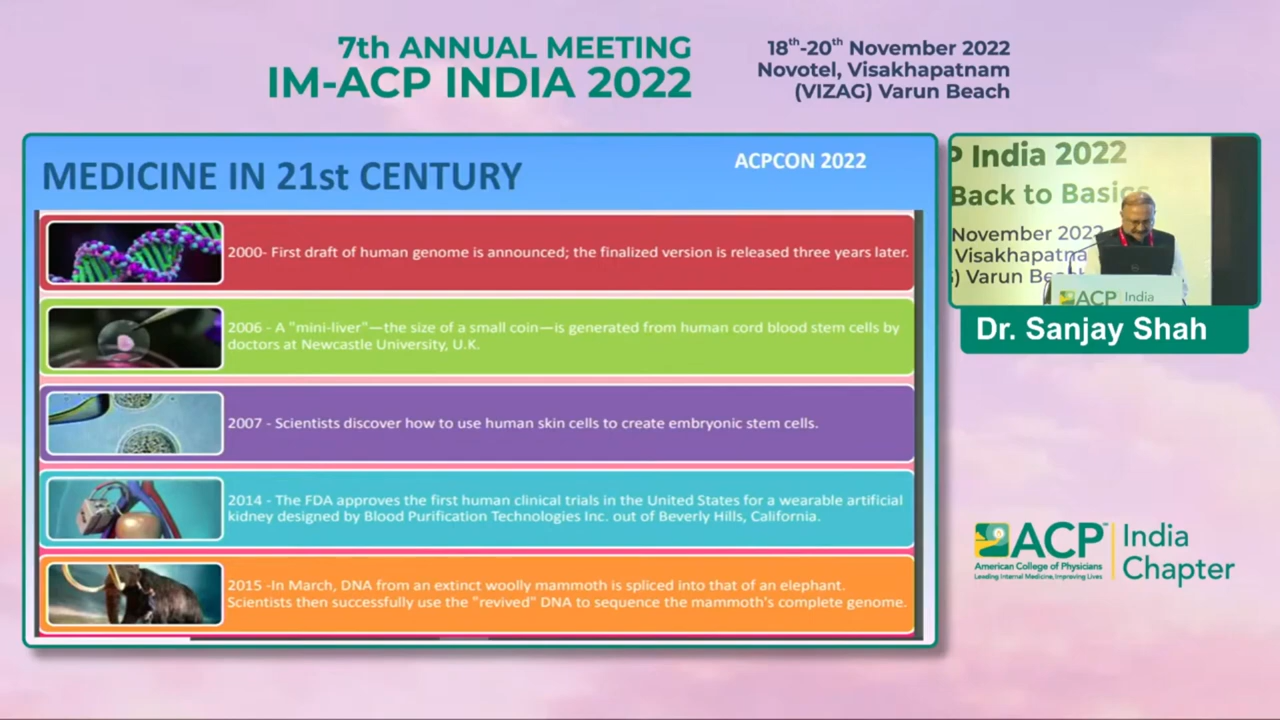 7th ANNUAL MEETING
IM-ACP INDIA 2022
18th-20th November 2022
Novotel, Visakhapatnam
(VIZAG) Varun Beach
MEDICINE IN 21st CENTURY
ACPCON 2022
2000- First draft of human genome is announced; the finalized version is released three years later.
2006 - A "mini-liver"—the size of a small coin—is generated from human cord blood stem cells by
doctors at Newcastle University, U.K.
2007 - Scientists discover how to use human skin cells to create embryonic stem cells.
2014 - The FDA approves the first human clinical trials in the United States for a wearable artificial
kidney designed by Blood Purification Technologies Inc. out of Beverly Hills, California.
2015 -In March, DNA from an extinct woolly mammoth is spliced into that of an elephant.
Scientists then successfully use the "revived" DNA to sequence the mammoth's complete genome.
P India 2022
Back to Basics
November 2022
Visakhapatna
) Varun Be
ACP India
Dr. Sanjay Shah
ACP
American College of Physicians
Leading Internal Medicine, Improving Lives
India
Chapter